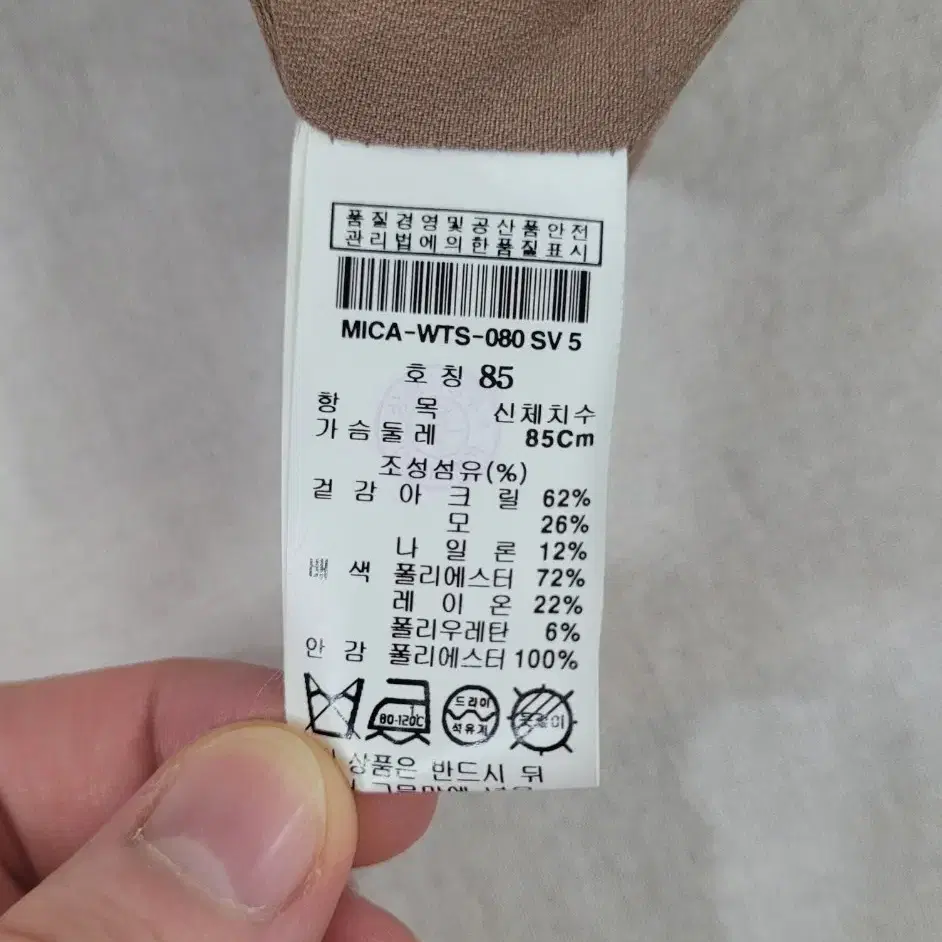 품질경영및공산품안전
관리법에의한품질표시
MICA-WTS-080 SV 5
호칭 85
항 목 신체치수
가슴둘레 85Cm
조성섬유(%)
겉감 아크릴 62%
모 26%
나일론 12%
배색 폴리에스터 72%
레이온 22%
폴리우레탄 6%
안감 폴리에스터 100%
80-120℃
드라이
석유계
상품은 반드시 뒤